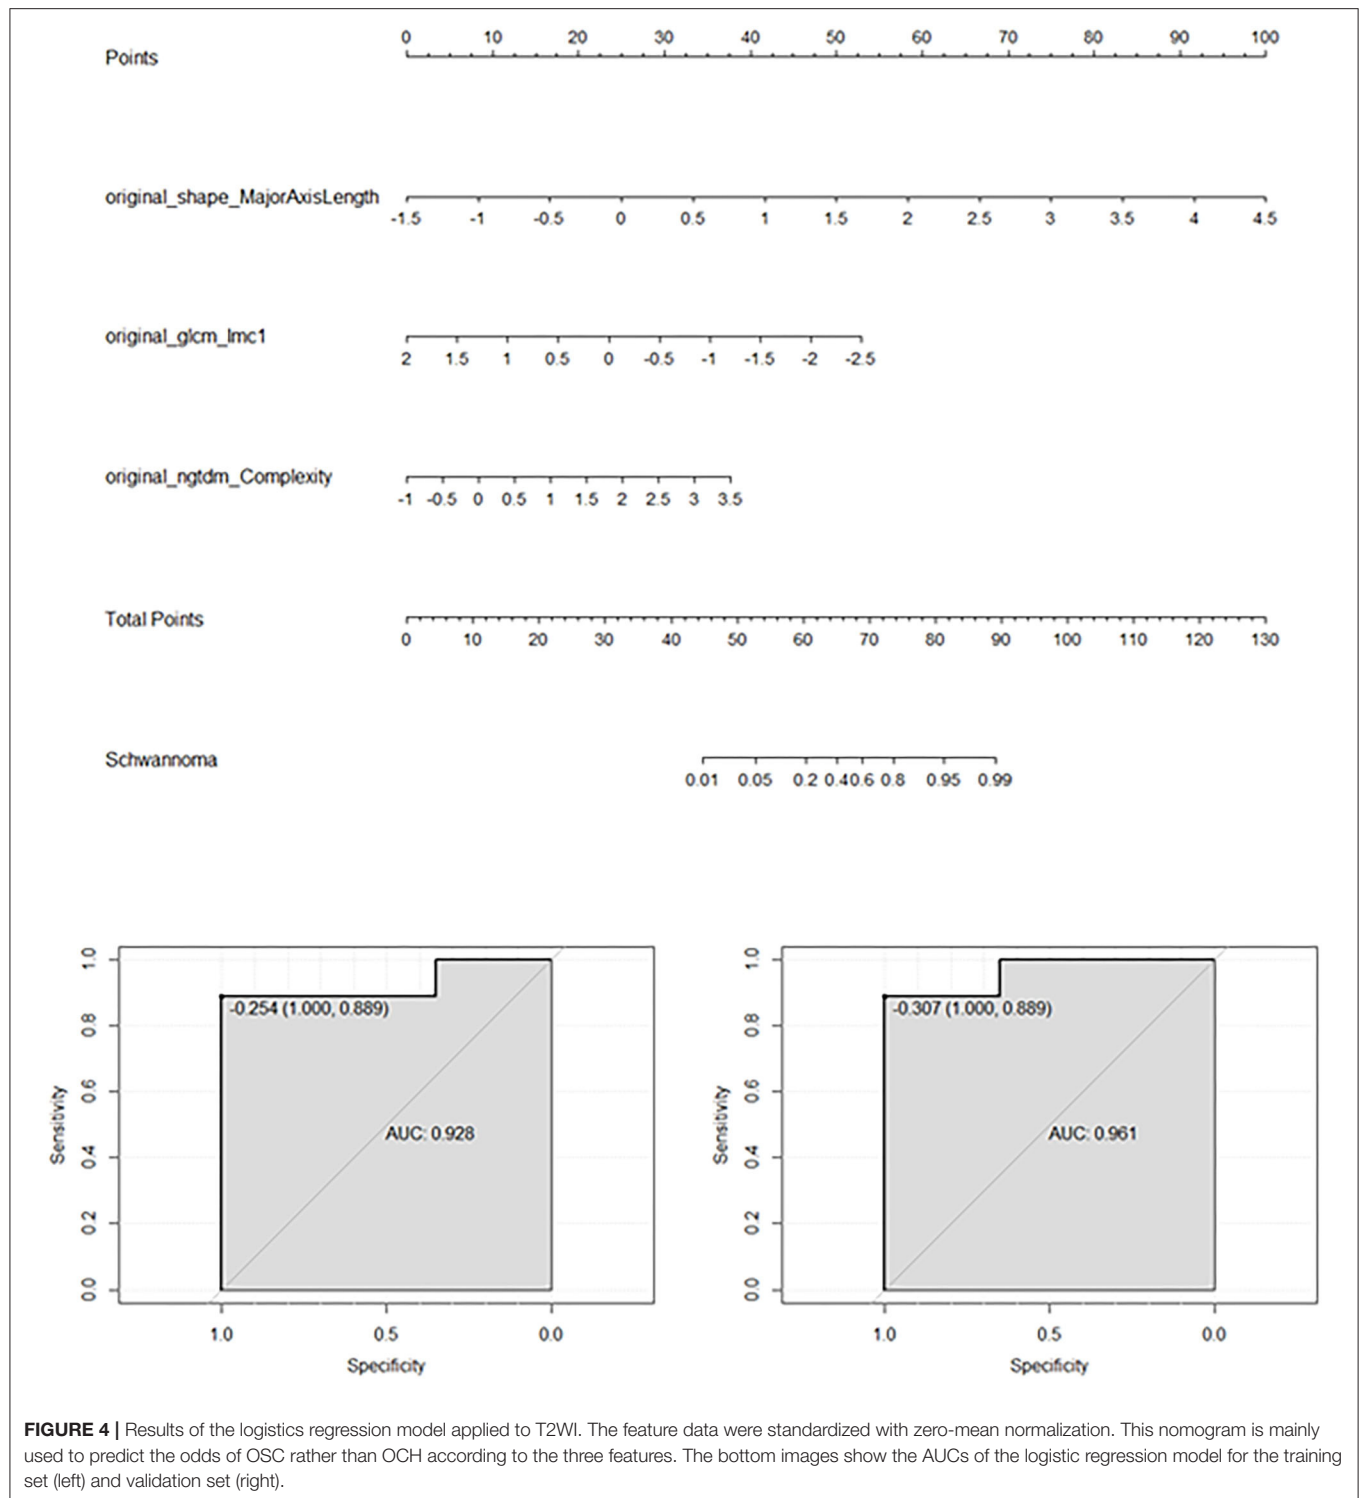 0 10 20 30 40 50 60 70 80 90 100
Points
original_shape_MajorAxisLength
-1.5 -1 -0.5 0 0.5 1 1.5 2 2.5 3 3.5 4 4.5
original_glcm_Imc1
2 1.5 1 0.5 0 -0.5 -1 -1.5 -2 -2.5
original_ngtdm_Complexity
-1 -0.5 0 0.5 1 1.5 2 2.5 3 3.5
Total Points
0 10 20 30 40 50 60 70 80 90 100 110 120 130
Schwannoma
0.01 0.05 0.2 0.4 0.6 0.8 0.95 0.99
1.0
0.8
0.6
0.4
0.2
0.0
Sensitivity
-0.254 (1.000, 0.889)
AUC: 0.928
1.0 0.5 0.0
Specificity
1.0
0.8
0.6
0.4
0.2
0.0
Sensitivity
-0.307 (1.000, 0.889)
AUC: 0.961
1.0 0.5 0.0
Specificity
FIGURE 4 | Results of the logistics regression model applied to T2WI. The feature data were standardized with zero-mean normalization. This nomogram is mainly
used to predict the odds of OSC rather than OCH according to the three features. The bottom images show the AUCs of the logistic regression model for the training
set (left) and validation set (right).